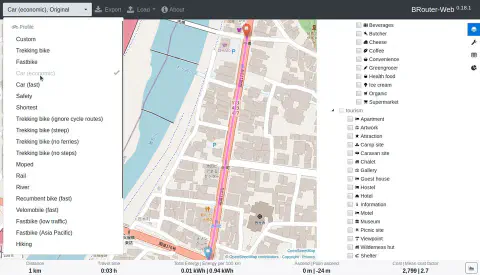 Car (economic), Original
Export
Load
About
BRouter-Web 0.18.1
Profile
Custom
Trekking bike
Fastbike
Car (economic)
Car (fast)
Safety
Shortest
Trekking bike (ignore cycle routes)
Trekking bike (steep)
Trekking bike (no ferries)
Trekking bike (no steps)
Moped
Rail
River
Recumbent bike (fast)
Velomobile (fast)
Fastbike (low traffic)
Fastbike (Asia Pacific)
Hiking
Beverages
Butcher
Cheese
Coffee
Convenience
Greengrocer
Health food
Ice cream
Organic
Supermarket
tourism
Apartment
Artwork
Attraction
Camp site
Caravan site
Chalet
Gallery
Guest house
Hostel
Hotel
Information
Motel
Museum
Picnic site
Viewpoint
Wilderness hut
Shelter
P
P
Distance
1 km
Travel time
0:03 h
Total Energy | Energy per 100 km
0.01 kWh | 0.94 kWh
0 m | -24 m
Cost | Mean cost factor
2,799 | 2.7